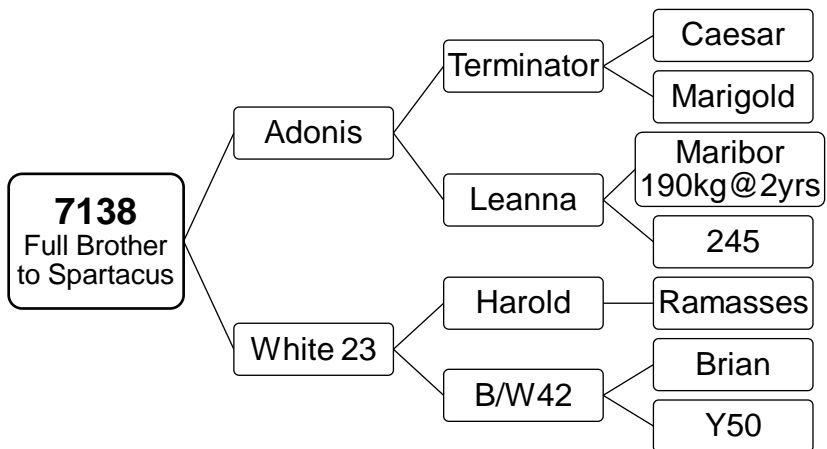 Caesar
Terminator
Marigold
Adonis
Maribor
190kg@2yrs
Leanna
245
7138
Full Brother
to Spartacus
Harold
Ramasses
White 23
Brian
B/W42
Y50